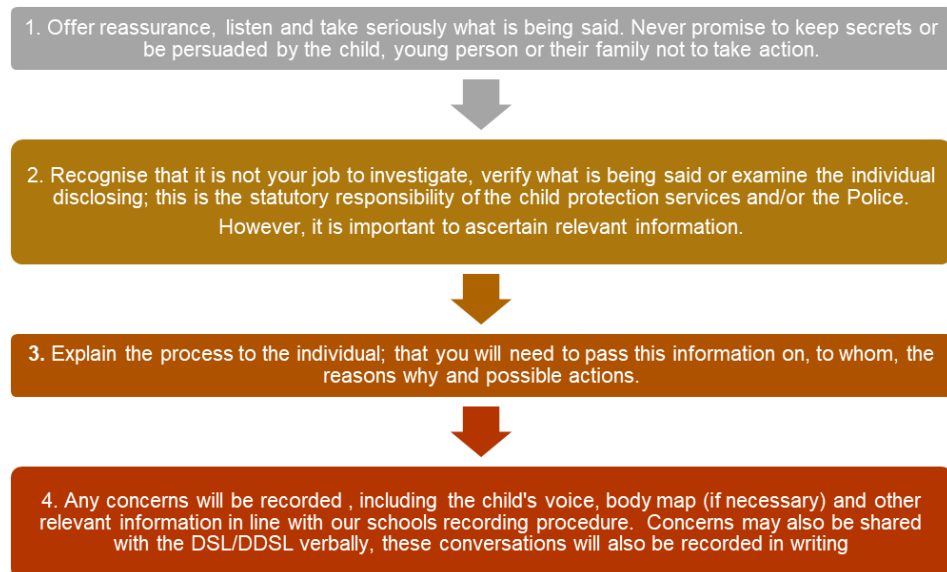 1. Offer reassurance, listen and take seriously what is being said. Never promise to keep secrets or
be persuaded by the child, young person or their family not to take action.
2. Recognise that it is not your job to investigate, verify what is being said or examine the individual
disclosing; this is the statutory responsibility of the child protection services and/or the Police.
However, it is important to ascertain relevant information.
3. Explain the process to the individual; that you will need to pass this information on, to whom, the
reasons why and possible actions.
4. Any concerns will be recorded , including the child's voice, body map (if necessary) and other
relevant information in line with our schools recording procedure.  Concerns may also be shared
with the DSL/DDSL verbally, these conversations will also be recorded in writing